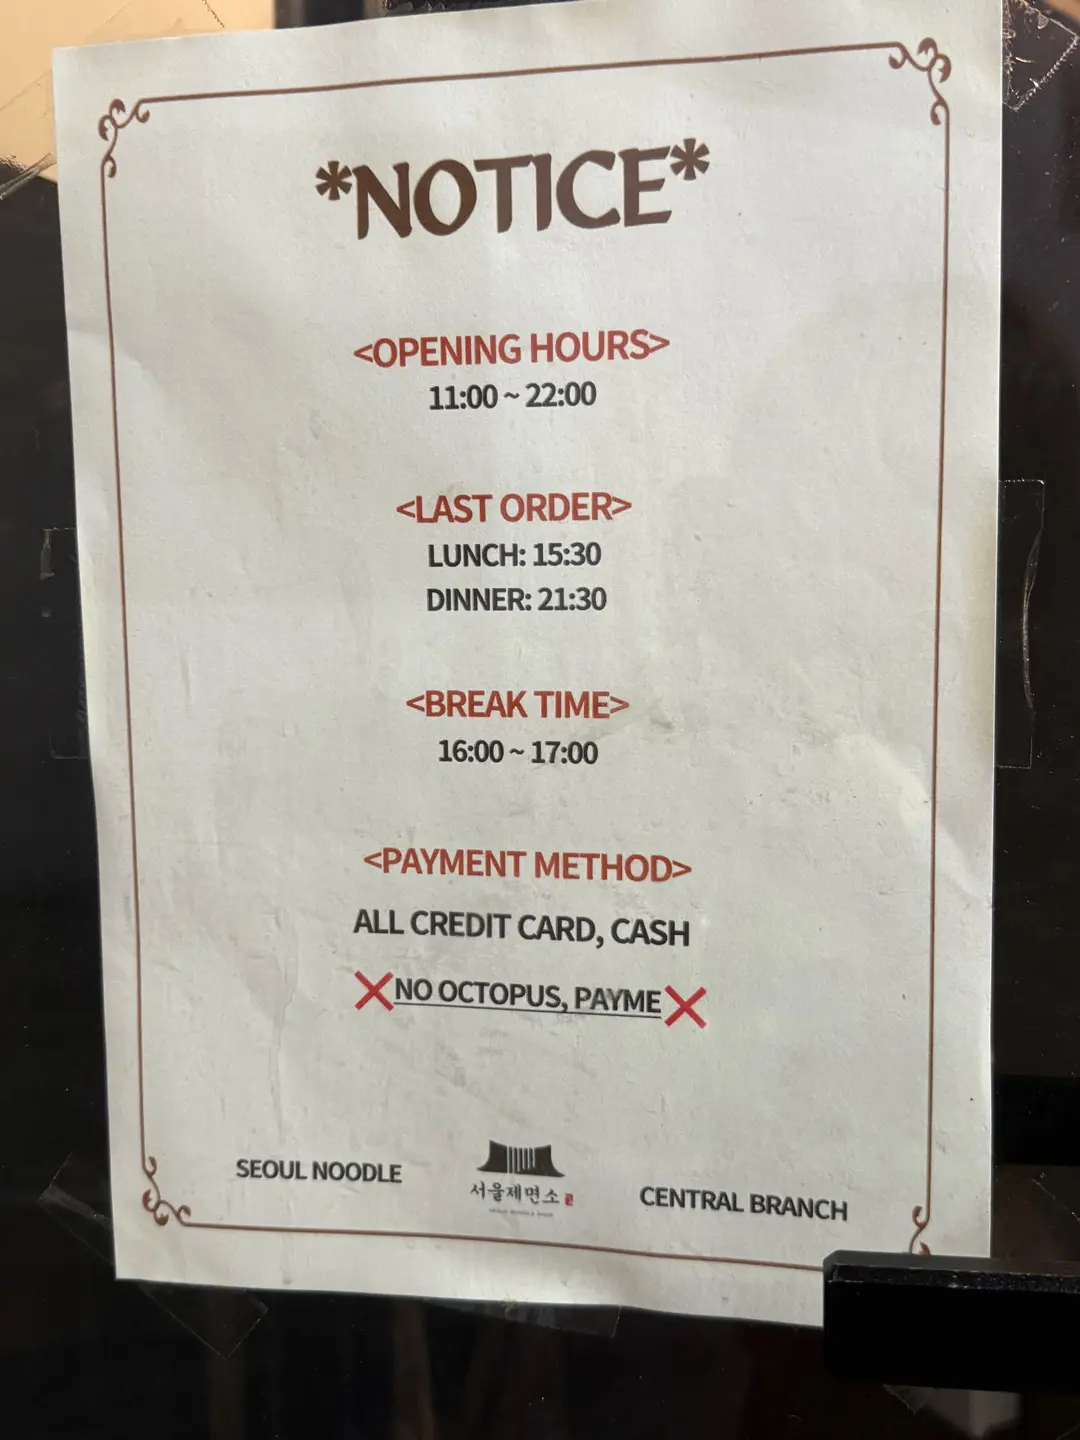 *NOTICE*
<OPENING HOURS>
11:00 ~ 22:00
<LAST ORDER>
LUNCH: 15:30
DINNER: 21:30
<BREAK TIME>
16:00 ~ 17:00
<PAYMENT METHOD>
ALL CREDIT CARD, CASH
❌NO OCTOPUS, PAYME❌
SEOUL NOODLE
서울제면소
CENTRAL BRANCH